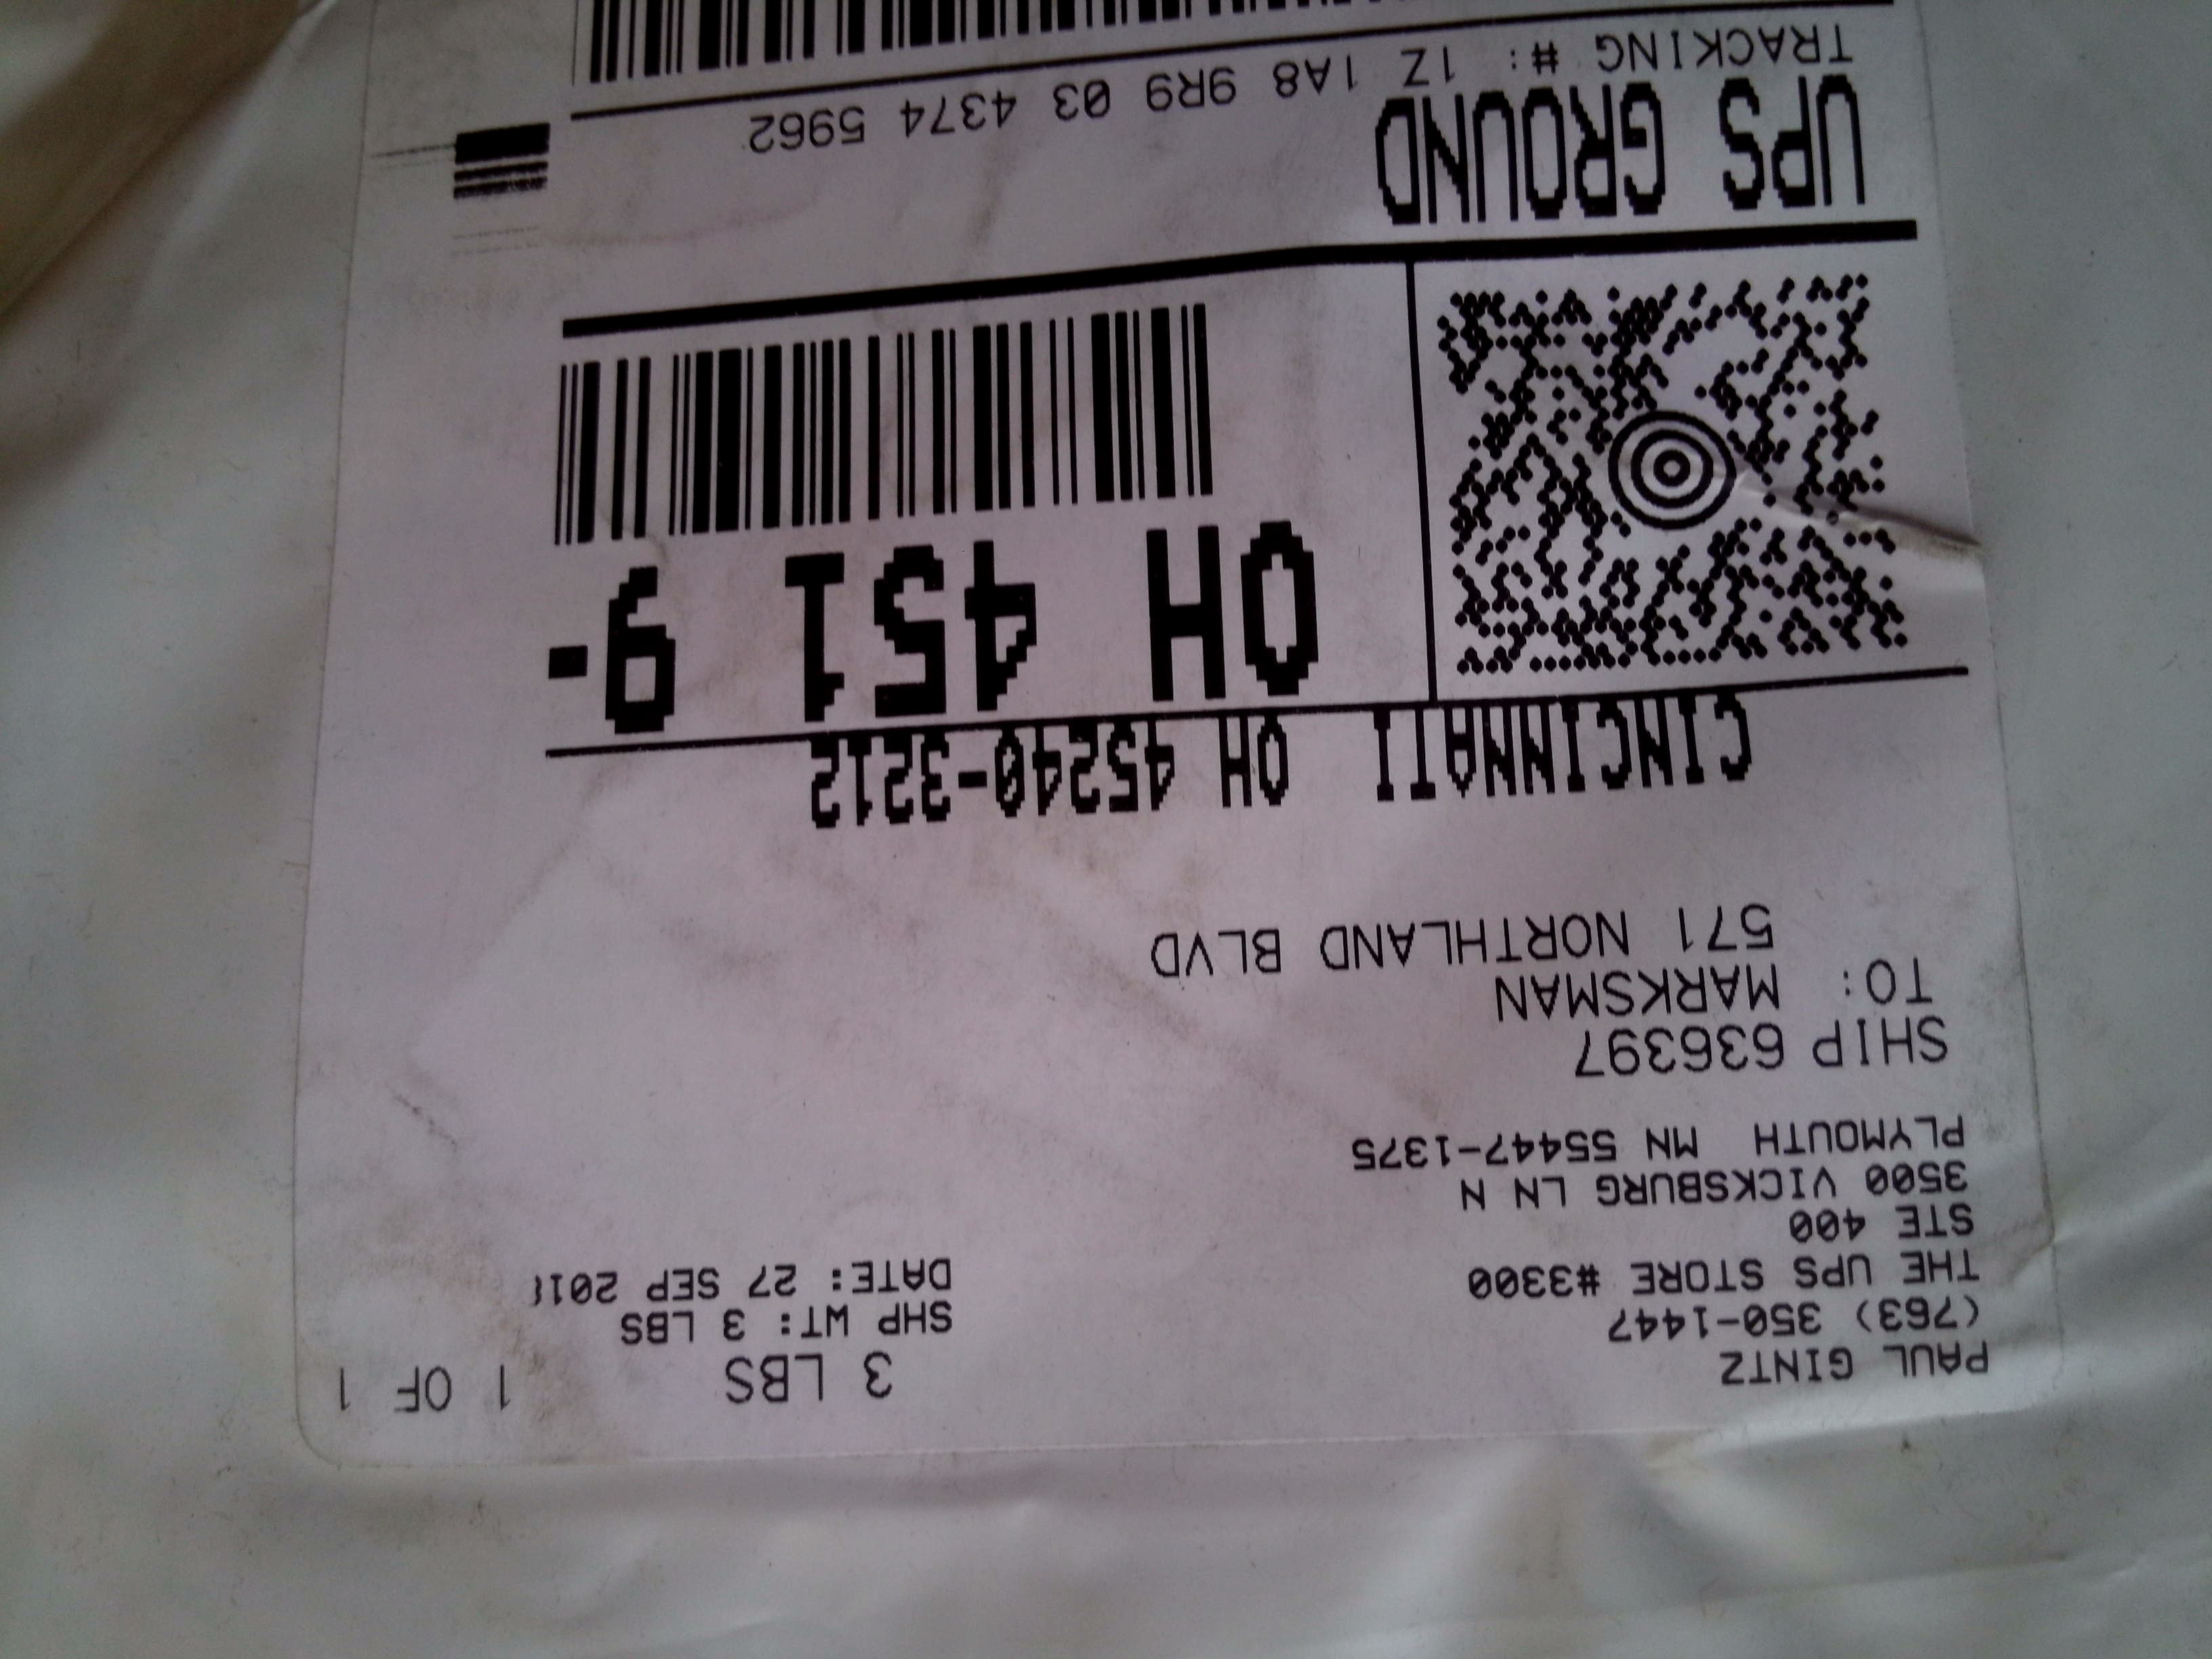 PAUL GINTZ
(763) 350-1447
THE UPS STORE #3300
STE 400
3500 VICKSBURG LN N
PLYMOUTH MN 55447-1375
3 LBS
1 OF 1
SHP WT: 3 LBS
DATE: 27 SEP 201
SHIP 636397
TO: MARKSMAN
571 NORTHLAND BLVD
CINCINNATI OH 45240-3212
OH 451 9-
UPS GROUND
TRACKING #: 1Z 1A8 9R9 03 4374 5962